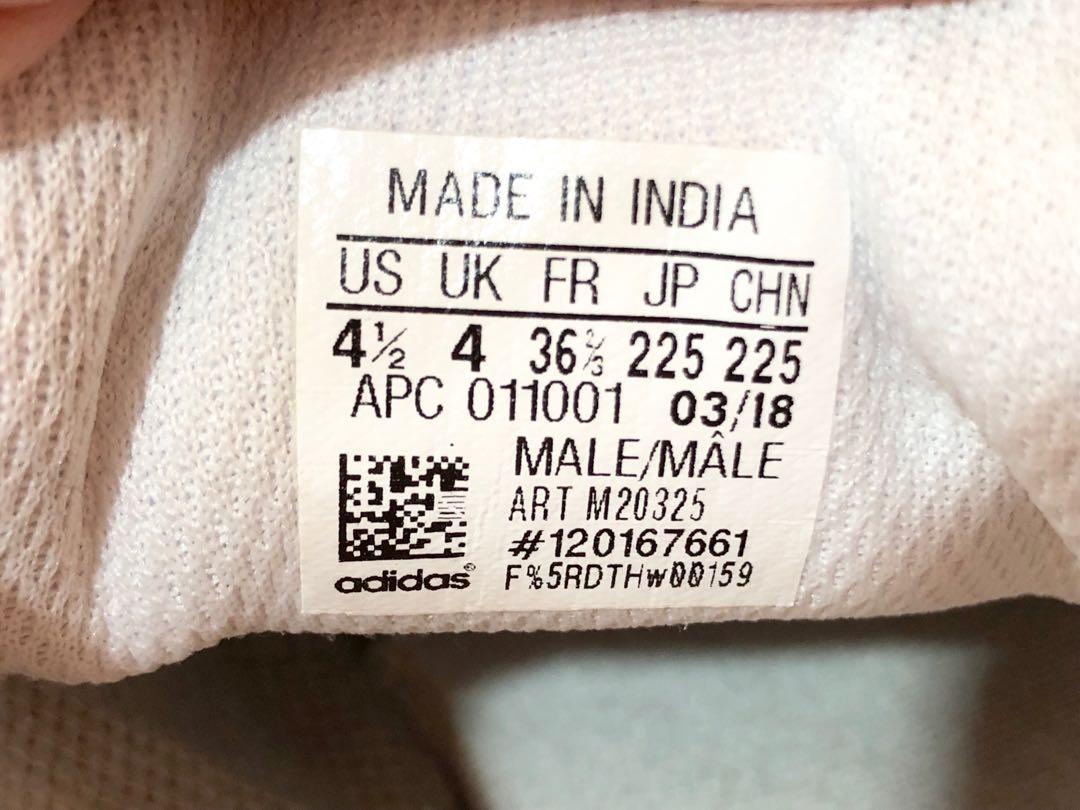 MADE IN INDIA
US UK FR JP CHN
4½ 4 36⅔ 225 225
APC 011001 03/18
MALE/MÂLE
ART M20325
#120167661
F%5RDTHw00159
adidas®